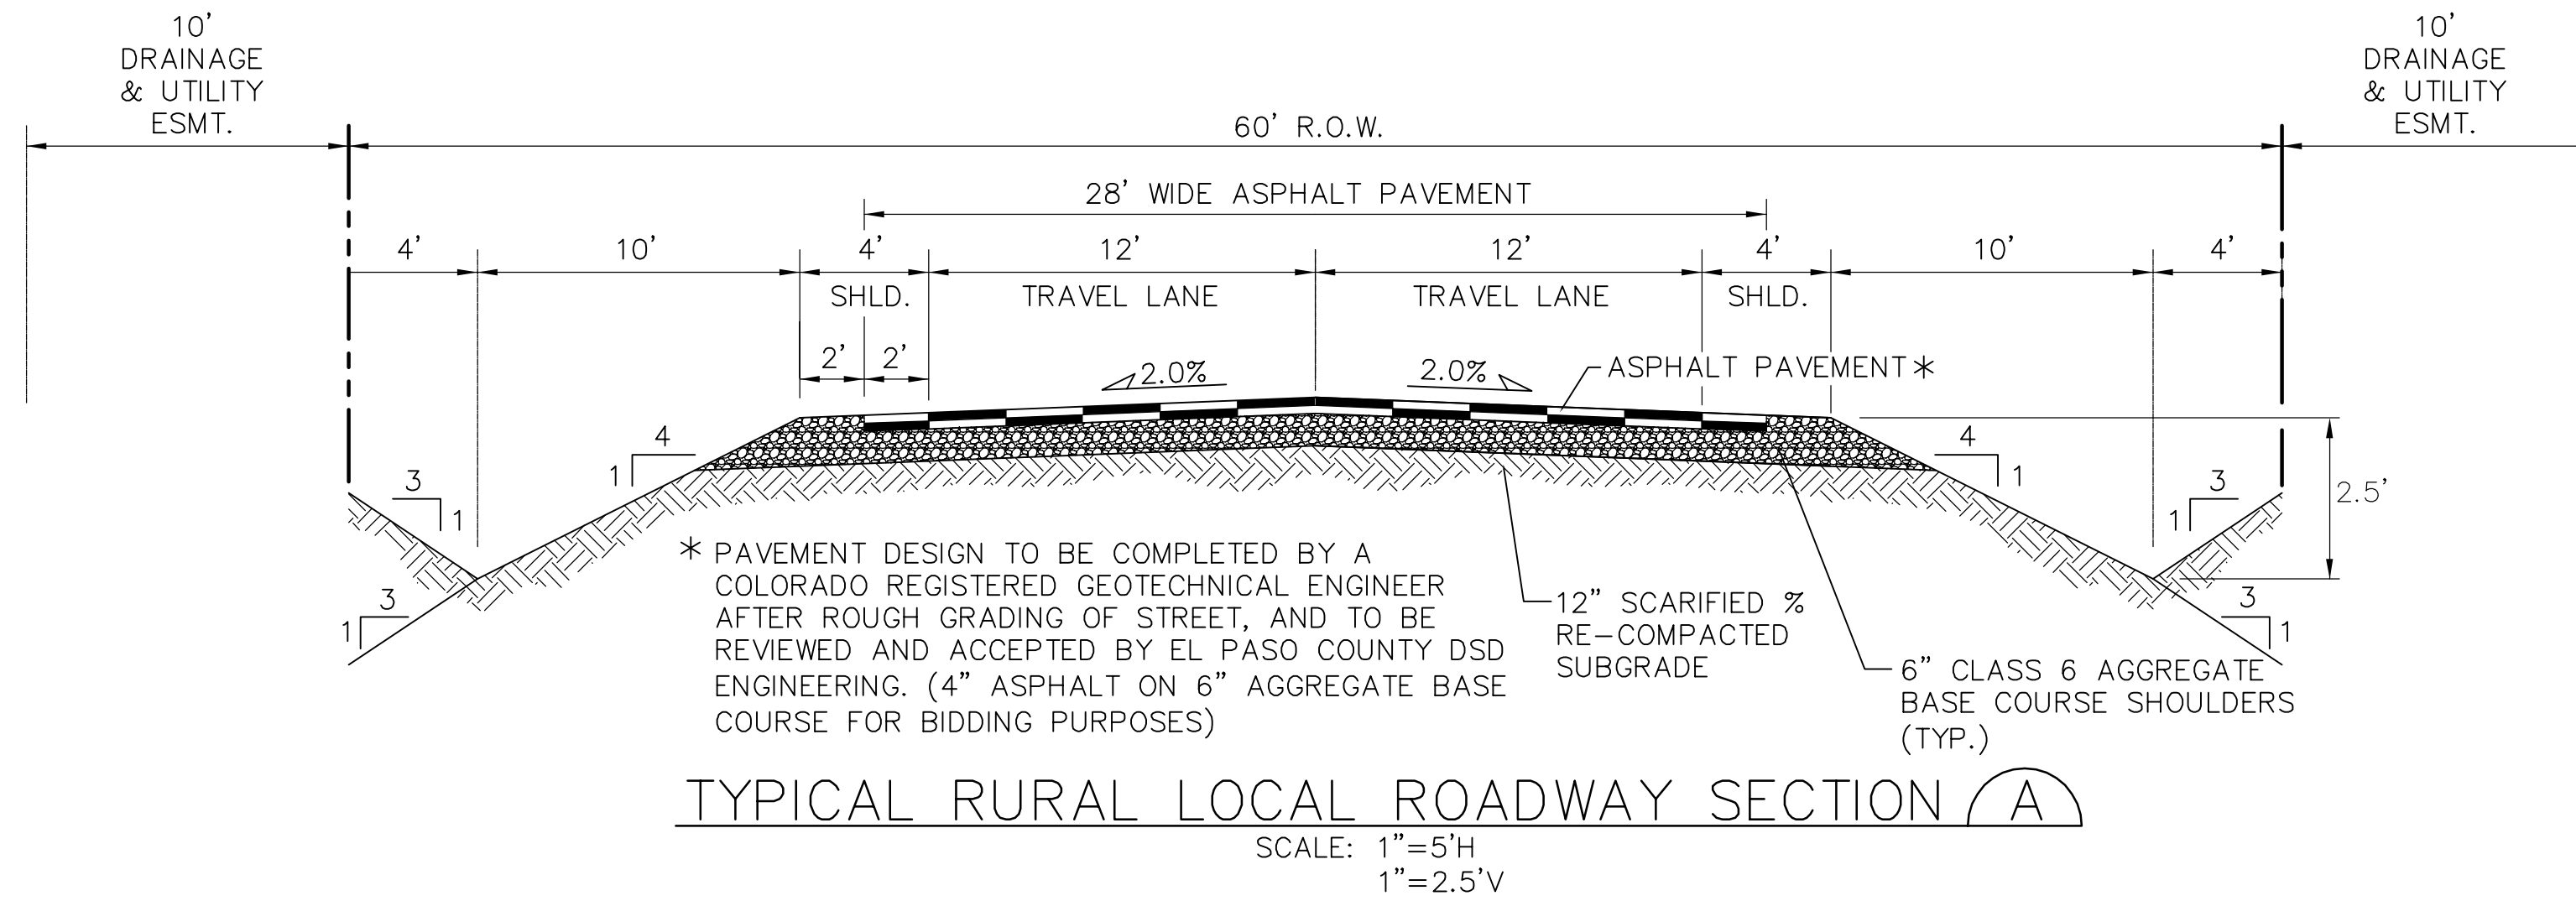 10'
DRAINAGE
& UTILITY
ESMT.
10'
DRAINAGE
& UTILITY
ESMT.
60' R.O.W.
28' WIDE ASPHALT PAVEMENT
4'
10'
4'
12'
12'
4'
10'
4'
SHLD.
TRAVEL LANE
TRAVEL LANE
SHLD.
2'
2'
2.0%
2.0%
ASPHALT PAVEMENT*
4
1
4
1
3
1
3
1
2.5'
3
1
3
1
* PAVEMENT DESIGN TO BE COMPLETED BY A
COLORADO REGISTERED GEOTECHNICAL ENGINEER
AFTER ROUGH GRADING OF STREET, AND TO BE
REVIEWED AND ACCEPTED BY EL PASO COUNTY DSD
ENGINEERING. (4" ASPHALT ON 6" AGGREGATE BASE
COURSE FOR BIDDING PURPOSES)
12" SCARIFIED %
RE-COMPACTED
SUBGRADE
6" CLASS 6 AGGREGATE
BASE COURSE SHOULDERS
(TYP.)
TYPICAL RURAL LOCAL ROADWAY SECTION A
SCALE: 1"=5'H
1"=2.5'V